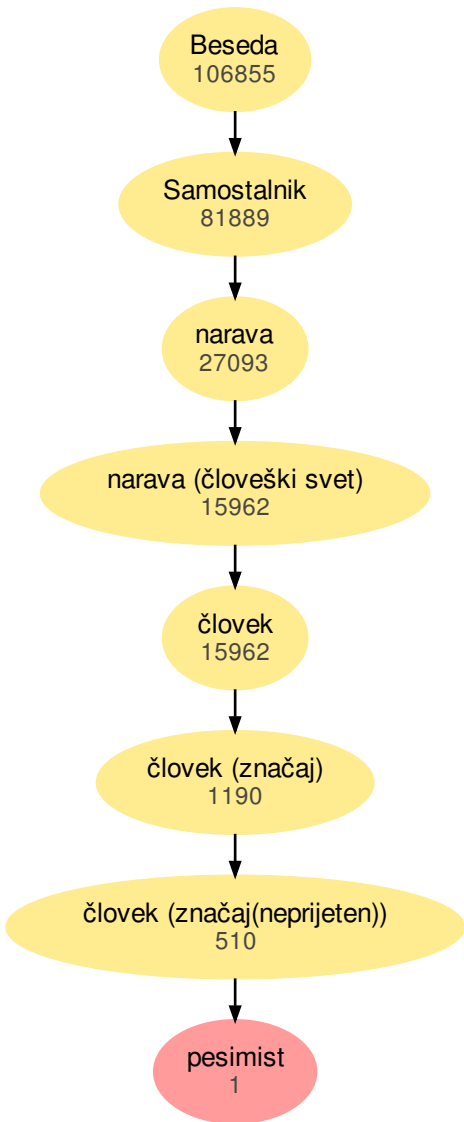 Beseda
106855
Samostalnik
81889
narava
27093
narava (človeški svet)
15962
človek
15962
človek (značaj)
1190
človek (značaj(neprijeten))
510
pesimist
1